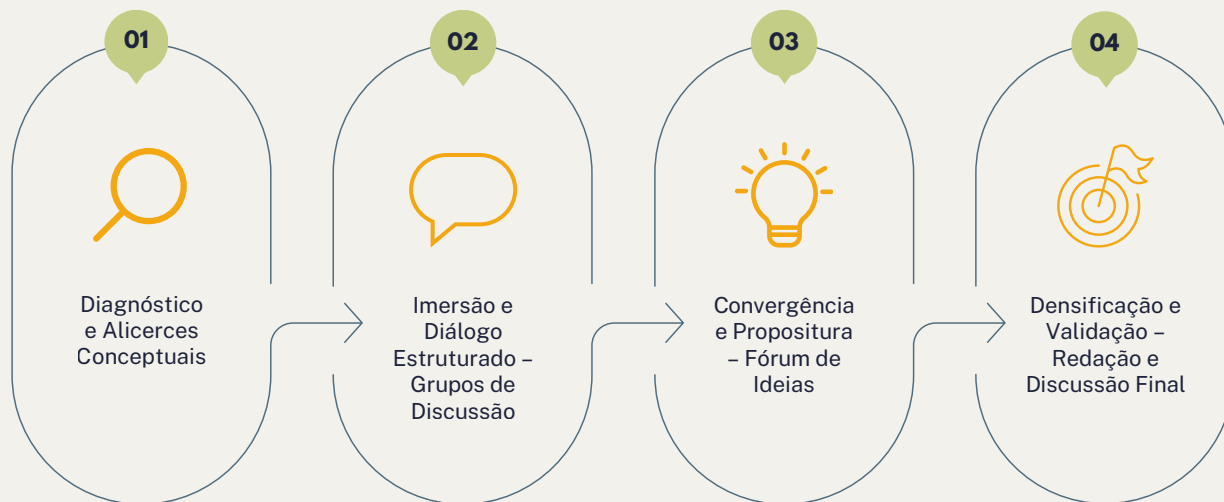 01
Diagnóstico
e Alicerces
Conceptuais
02
Imersão e
Diálogo
Estruturado –
Grupos de
Discussão
03
Convergência
e Propositura
– Fórum de
Ideias
04
Densificação e
Validação –
Redação e
Discussão Final